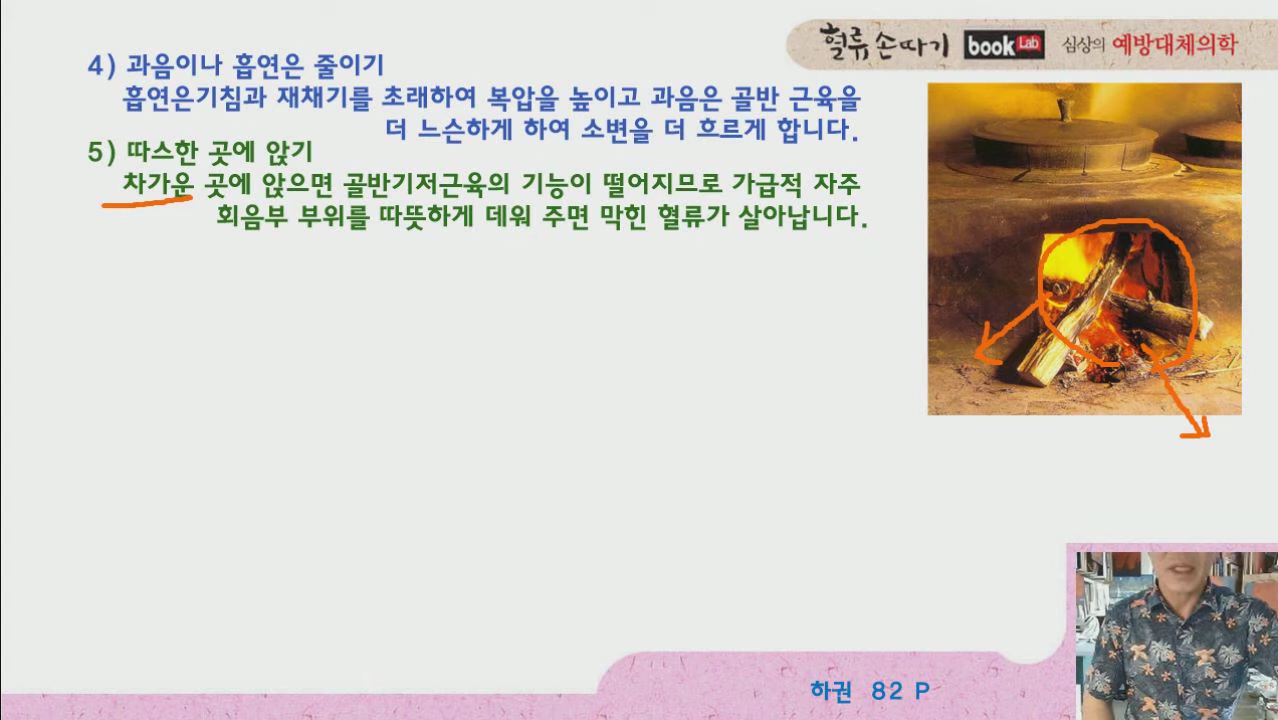 혈류 손따기 book Lab 심상의 예방대체의학
4) 과음이나 흡연은 줄이기
흡연은기침과 재채기를 초래하여 복압을 높이고 과음은 골반 근육을
더 느슨하게 하여 소변을 더 흐르게 합니다.
5) 따스한 곳에 앉기
차가운 곳에 앉으면 골반기저근육의 기능이 떨어지므로 가급적 자주
회음부 부위를 따뜻하게 데워 주면 막힌 혈류가 살아납니다.
하권 82 P